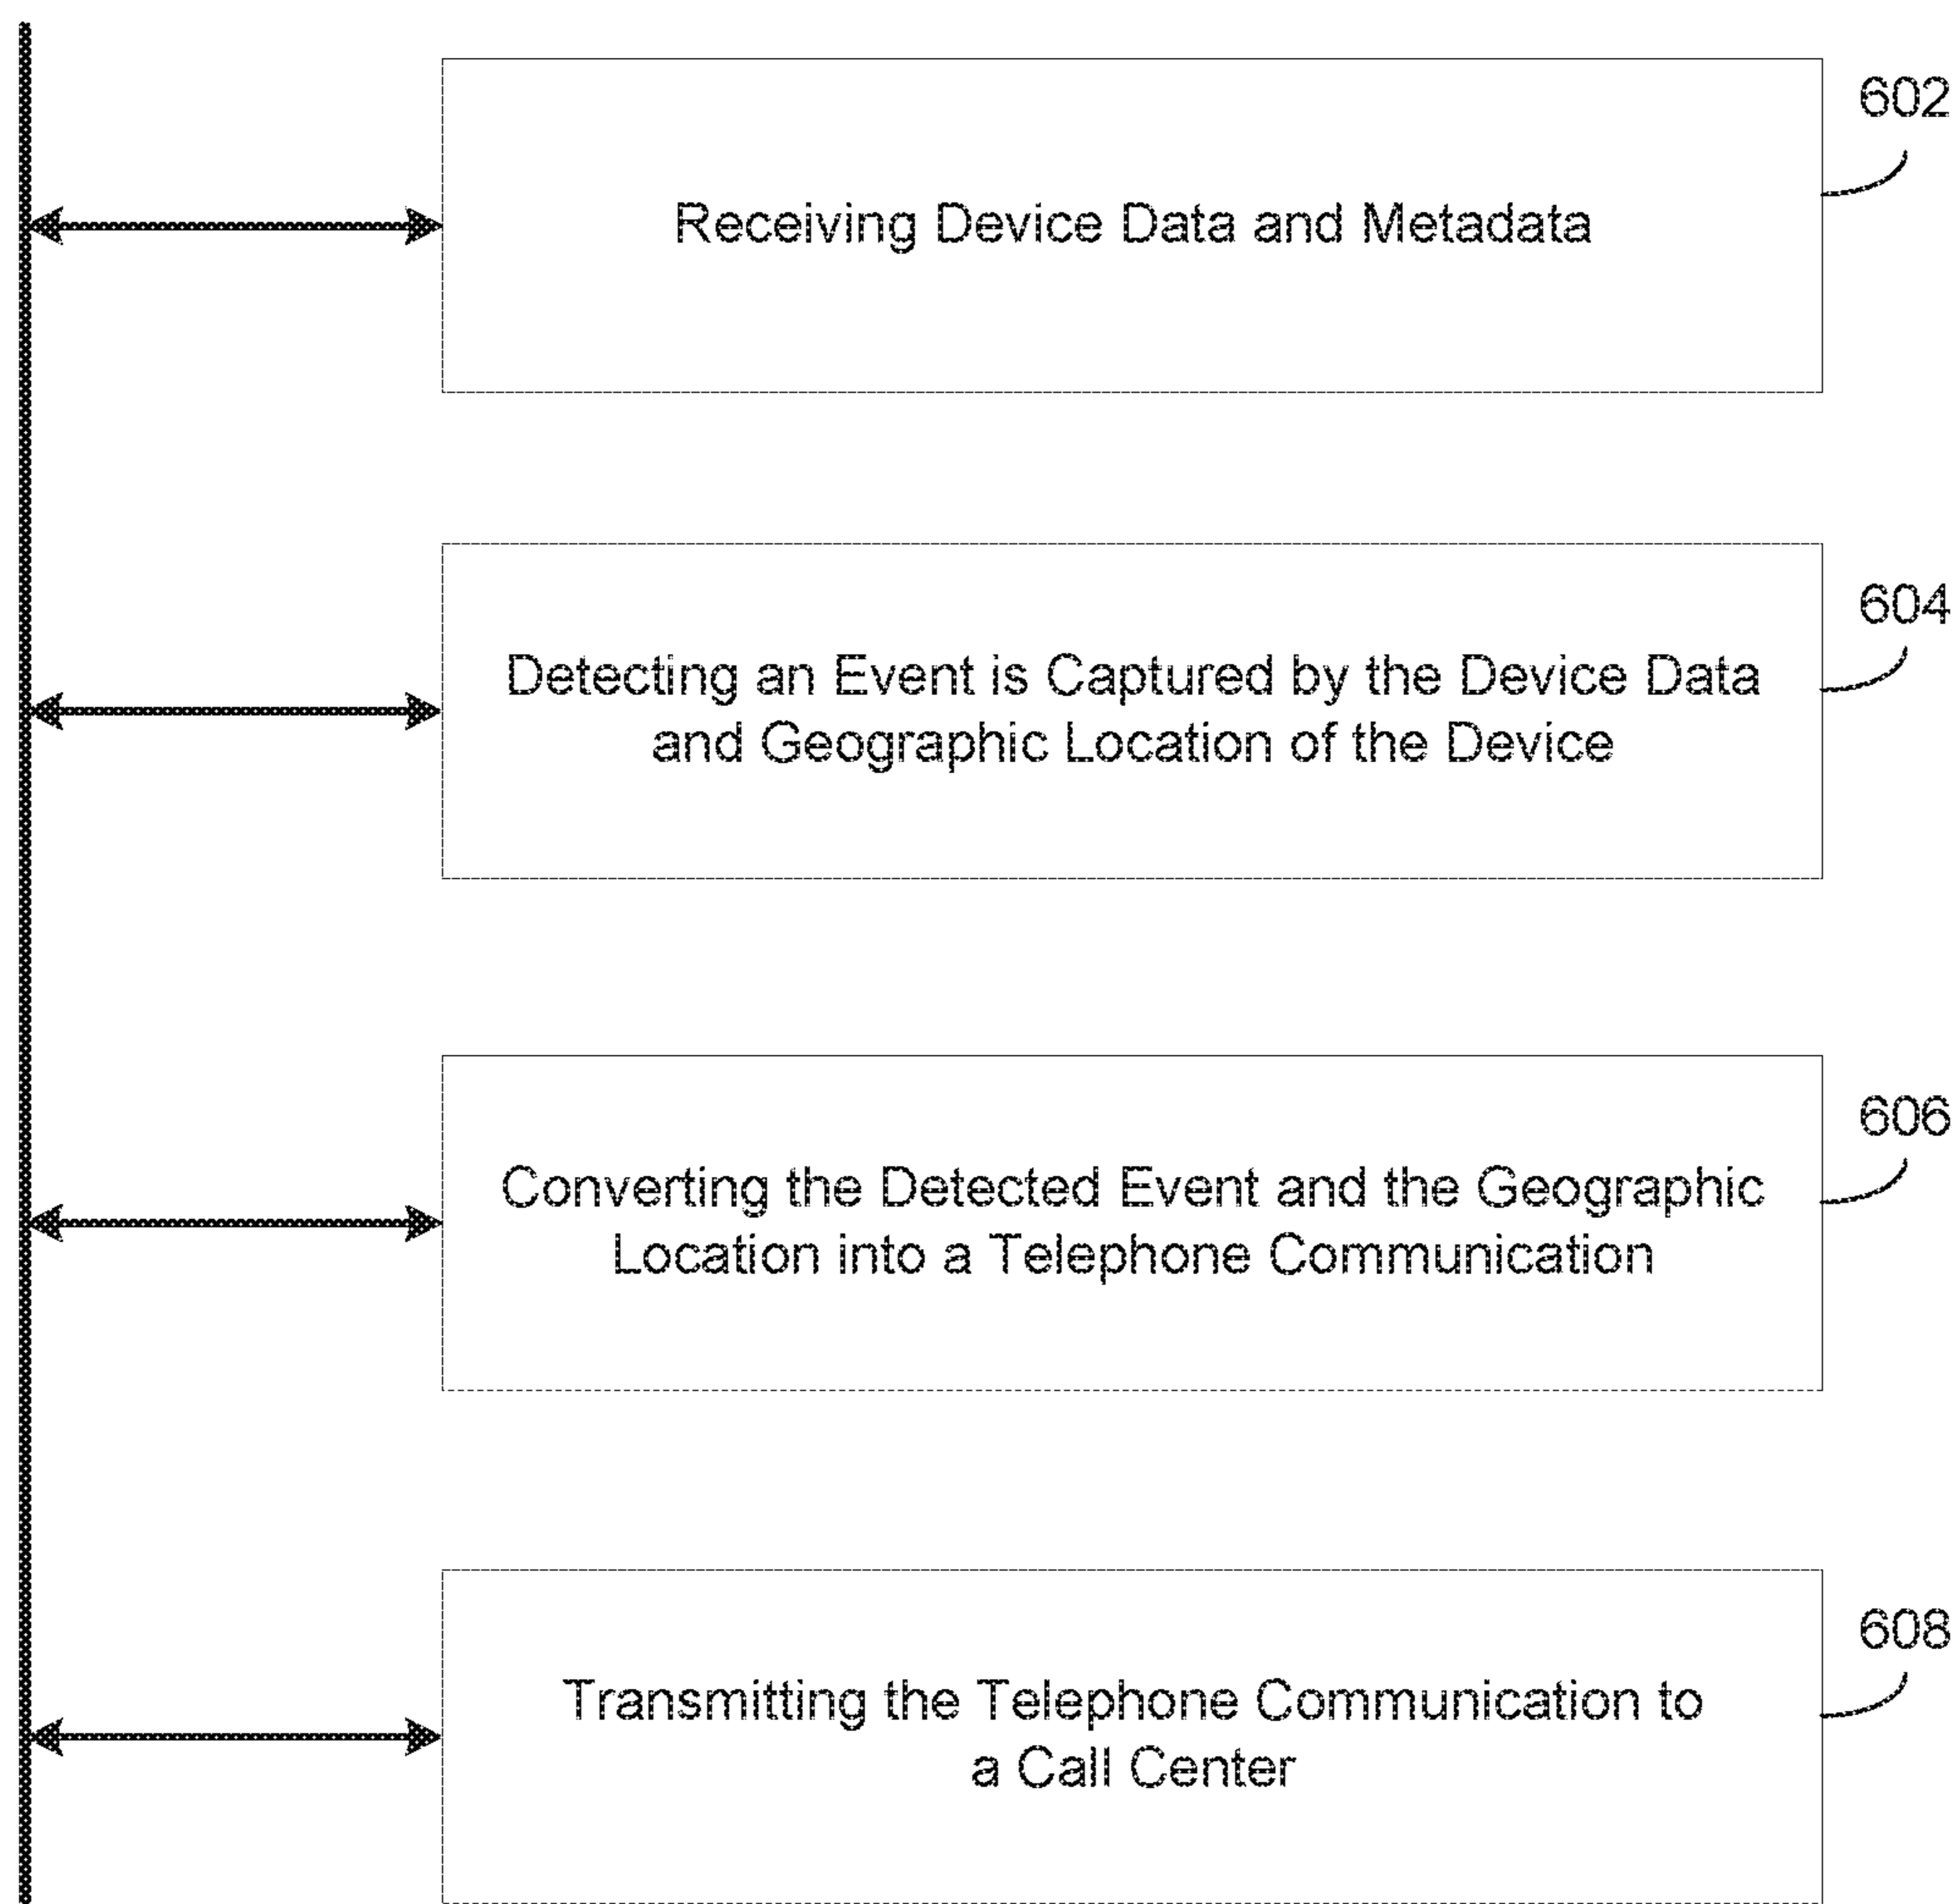 602
Receiving Device Data and Metadata
604
Detecting an Event is Captured by the Device Data
and Geographic Location of the Device
606
Converting the Detected Event and the Geographic
Location into a Telephone Communication
608
Transmitting the Telephone Communication to
a Call Center